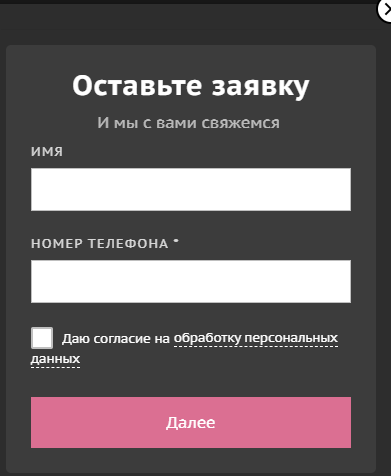 Оставьте заявку
И мы с вами свяжемся
ИМЯ
НОМЕР ТЕЛЕФОНА *
Даю согласие на обработку персональных
данных
Далее